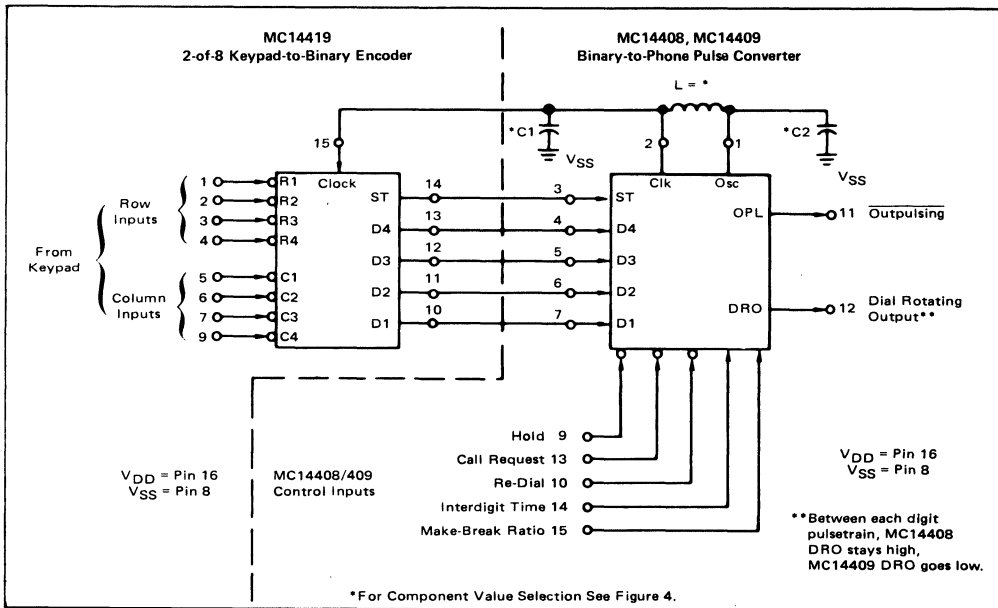 MC14419
2-of-8 Keypad-to-Binary Encoder
MC14408, MC14409
Binary-to-Phone Pulse Converter
L = *
*C1
VSS
*C2
VSS
15
2
1
Clock
Clk
Osc
From
Keypad
Row
Inputs
1 R1
2 R2
3 R3
4 R4
Column
Inputs
5 C1
6 C2
7 C3
9 C4
ST 14
D4 13
D3 12
D2 11
D1 10
3 ST
4 D4
5 D3
6 D2
7 D1
OPL 11 Outpulsing
DRO 12 Dial Rotating
Output**
Hold 9
Call Request 13
Re-Dial 10
Interdigit Time 14
Make-Break Ratio 15
VDD = Pin 16
VSS = Pin 8
MC14408/409
Control Inputs
VDD = Pin 16
VSS = Pin 8
**Between each digit
pulsetrain, MC14408
DRO stays high,
MC14409 DRO goes low.
*For Component Value Selection See Figure 4.